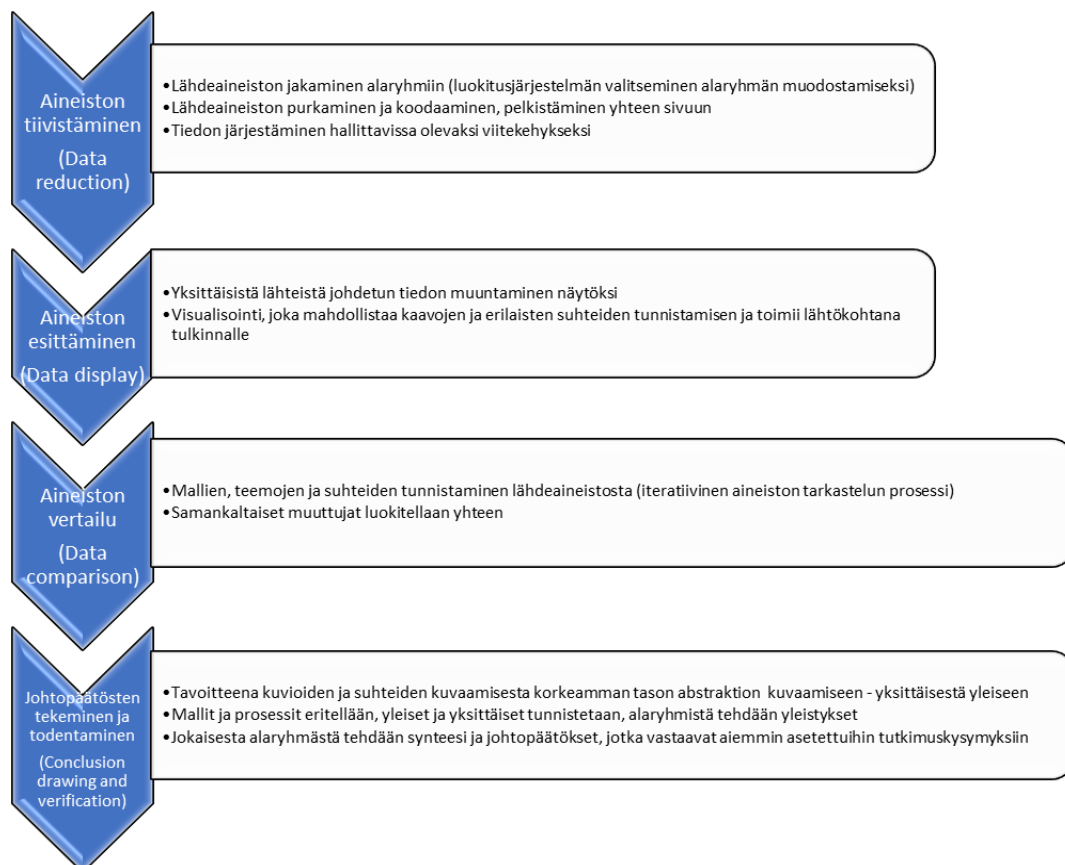 Aineiston
tiivistäminen
(Data
reduction)
•Lähdeaineiston jakaminen alaryhmiin (luokitusjärjestelmän valitseminen alaryhmän muodostamiseksi)
•Lähdeaineiston purkaminen ja koodaaminen, pelkistäminen yhteen sivuun
•Tiedon järjestäminen hallittavissa olevaksi viitekehykseksi
Aineiston
esittäminen
(Data display)
•Yksittäisistä lähteistä johdetun tiedon muuntaminen näytöksi
•Visualisointi, joka mahdollistaa kaavojen ja erilaisten suhteiden tunnistamisen ja toimii lähtökohtana
tulkinnalle
Aineiston
vertailu
(Data
comparison)
•Mallien, teemojen ja suhteiden tunnistaminen lähdeaineistosta (iteratiivinen aineiston tarkastelun prosessi)
•Samankaltaiset muuttujat luokitellaan yhteen
Johtopäätösten
tekeminen ja
todentaminen
(Conclusion
drawing and
verification)
•Tavoitteena kuvioiden ja suhteiden kuvaamisesta korkeamman tason abstraktion kuvaamiseen - yksittäisestä yleiseen
•Mallit ja prosessit eritellään, yleiset ja yksittäiset tunnistetaan, alaryhmistä tehdään yleistykset
•Jokaisesta alaryhmästä tehdään synteesi ja johtopäätökset, jotka vastaavat aiemmin asetettuihin tutkimuskysymyksiin